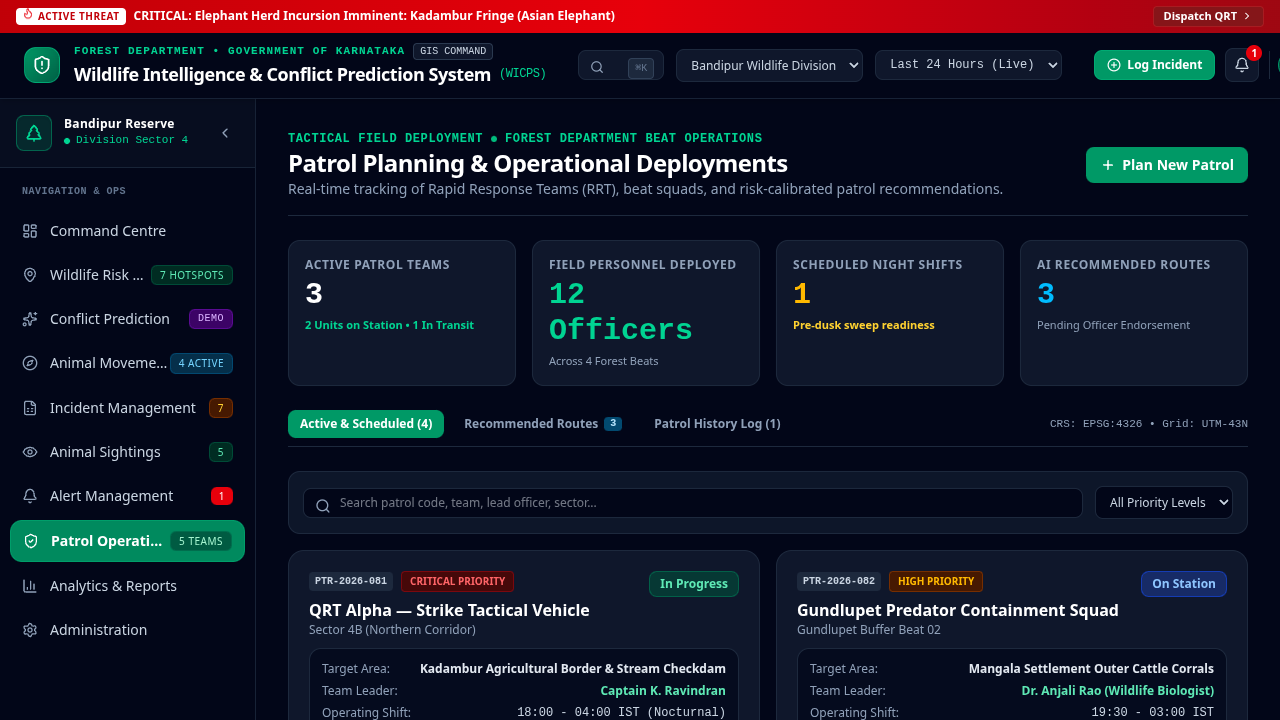 ACTIVE THREAT CRITICAL: Elephant Herd Incursion Imminent: Kadambur Fringe (Asian Elephant) Dispatch QRT
FOREST DEPARTMENT • GOVERNMENT OF KARNATAKA GIS COMMAND
Wildlife Intelligence & Conflict Prediction System (WICPS)
⌘K
Bandipur Wildlife Division
Last 24 Hours (Live)
Log Incident
1
Bandipur Reserve
Division Sector 4
NAVIGATION & OPS
Command Centre
Wildlife Risk ... 7 HOTSPOTS
Conflict Prediction DEMO
Animal Moveme... 4 ACTIVE
Incident Management 7
Animal Sightings 5
Alert Management 1
Patrol Operati... 5 TEAMS
Analytics & Reports
Administration
TACTICAL FIELD DEPLOYMENT ● FOREST DEPARTMENT BEAT OPERATIONS
Patrol Planning & Operational Deployments
Real-time tracking of Rapid Response Teams (RRT), beat squads, and risk-calibrated patrol recommendations.
Plan New Patrol
ACTIVE PATROL TEAMS
3
2 Units on Station • 1 In Transit
FIELD PERSONNEL DEPLOYED
12
Officers
Across 4 Forest Beats
SCHEDULED NIGHT SHIFTS
1
Pre-dusk sweep readiness
AI RECOMMENDED ROUTES
3
Pending Officer Endorsement
Active & Scheduled (4) Recommended Routes 3 Patrol History Log (1) CRS: EPSG:4326 • Grid: UTM-43N
Search patrol code, team, lead officer, sector... All Priority Levels
PTR-2026-081 CRITICAL PRIORITY In Progress
QRT Alpha — Strike Tactical Vehicle
Sector 4B (Northern Corridor)
Target Area: Kadambur Agricultural Border & Stream Checkdam
Team Leader: Captain K. Ravindran
Operating Shift: 18:00 - 04:00 IST (Nocturnal)
PTR-2026-082 HIGH PRIORITY On Station
Gundlupet Predator Containment Squad
Gundlupet Buffer Beat 02
Target Area: Mangala Settlement Outer Cattle Corrals
Team Leader: Dr. Anjali Rao (Wildlife Biologist)
Operating Shift: 19:30 - 03:00 IST